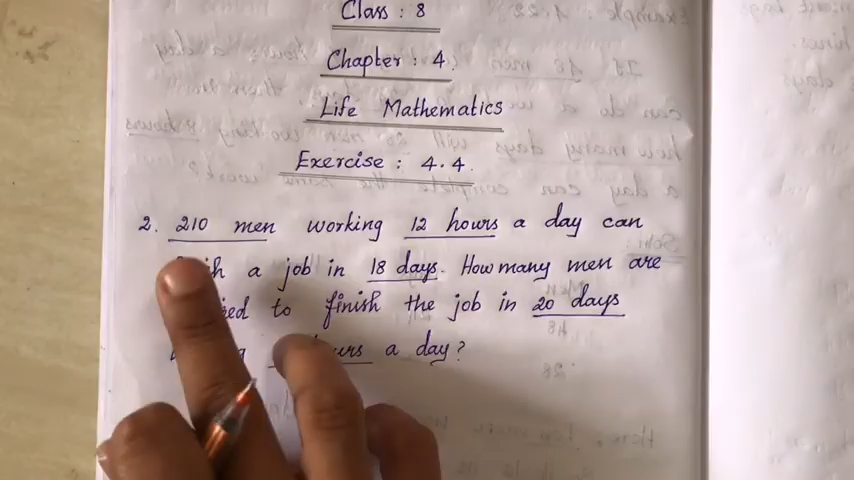 Class : 8
Chapter : 4.
Life Mathematics
Exercise : 4.4.
2. 210 men working 12 hours a day can
a job in 18 days. How many men are
to finish the job in 20 days
a day?